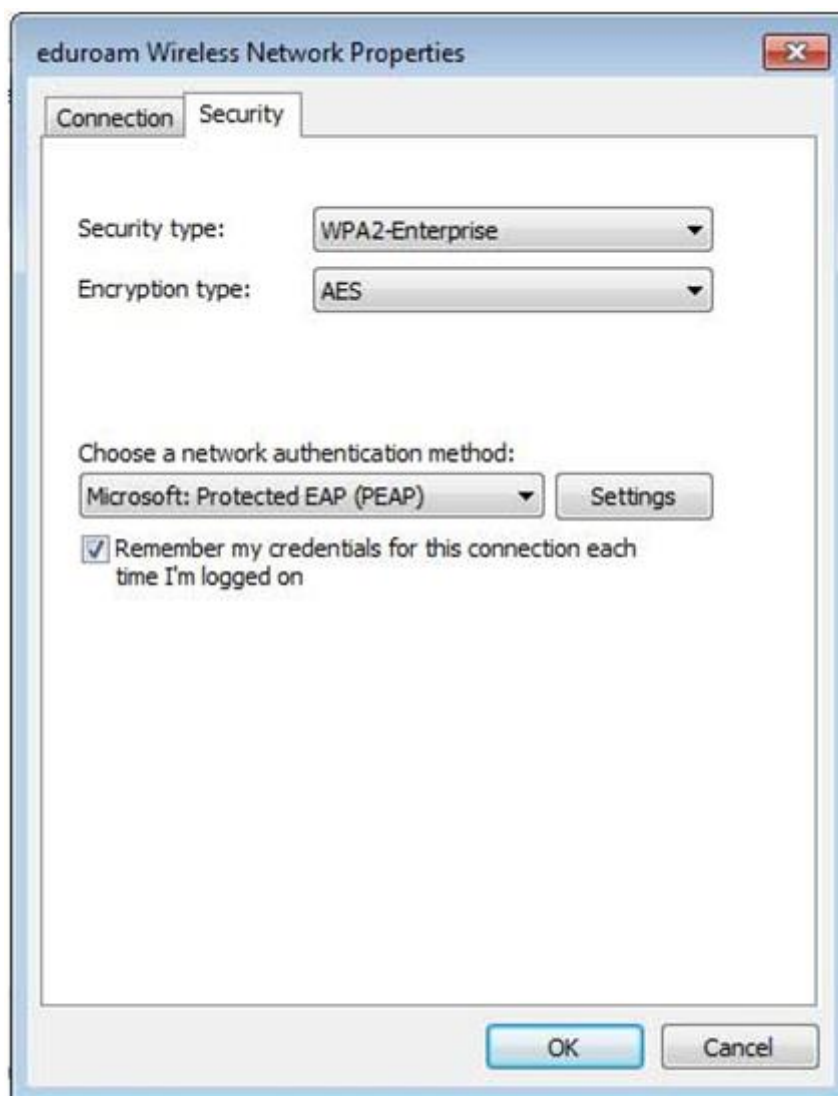 eduroam Wireless Network Properties
Connection Security
Security type: WPA2-Enterprise
Encryption type: AES
Choose a network authentication method:
Microsoft: Protected EAP (PEAP) Settings
Remember my credentials for this connection each
time I'm logged on
OK Cancel